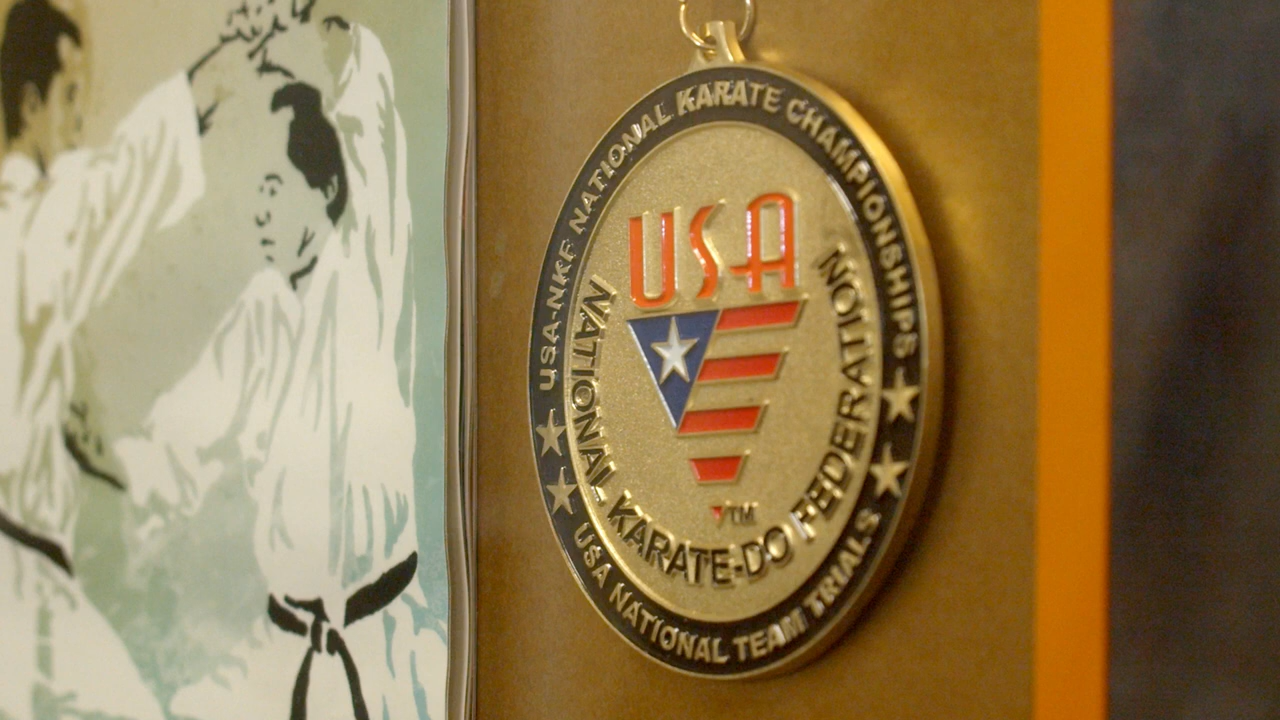 USA-NKF NATIONAL KARATE CHAMPIONSHIPS
USA
NATIONAL KARATE-DO FEDERATION
TM
USA NATIONAL TEAM TRIALS